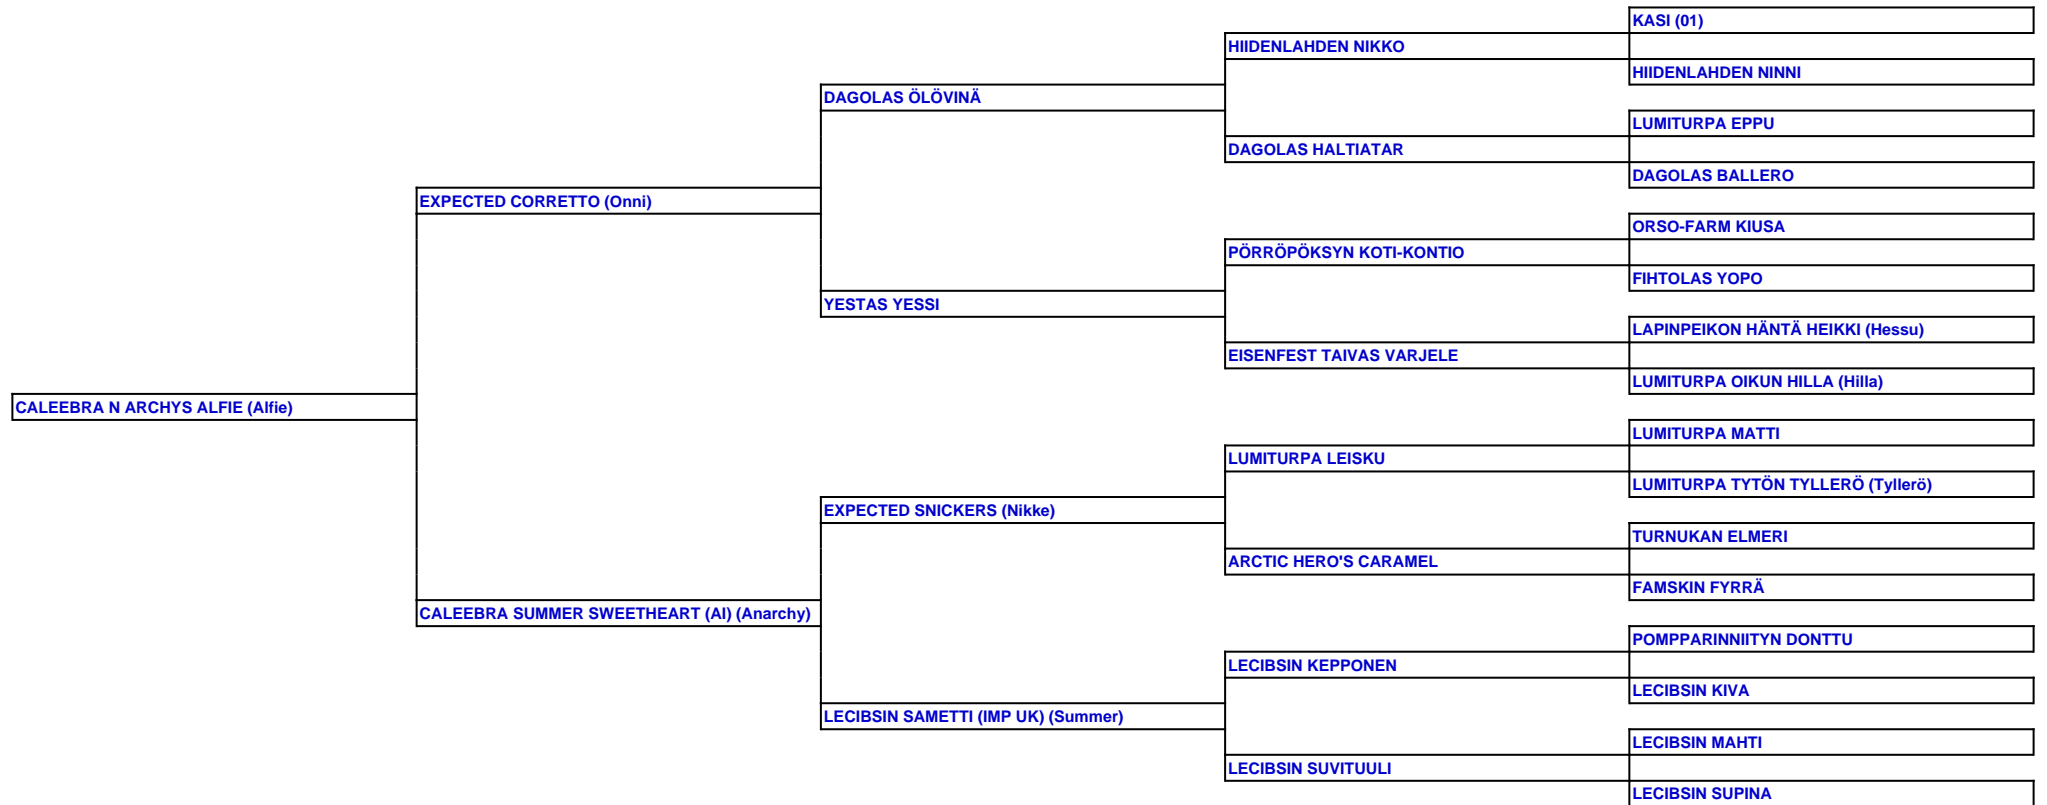 KASI (01)
HIIDENLAHDEN NIKKO
HIIDENLAHDEN NINNI
DAGOLAS ÖLÖVINÄ
LUMITURPA EPPU
DAGOLAS HALTIATAR
DAGOLAS BALLERO
EXPECTED CORRETTO (Onni)
ORSO-FARM KIUSA
PÖRRÖPÖKSYN KOTI-KONTIO
FIHTOLAS YOPO
YESTAS YESSI
LAPINPEIKON HÄNTÄ HEIKKI (Hessu)
EISENFEST TAIVAS VARJELE
LUMITURPA OIKUN HILLA (Hilla)
CALEEBRA N ARCHYS ALFIE (Alfie)
LUMITURPA MATTI
LUMITURPA LEISKU
LUMITURPA TYTÖN TYLLERÖ (Tyllerö)
EXPECTED SNICKERS (Nikke)
TURNUKAN ELMERI
ARCTIC HERO'S CARAMEL
FAMSKIN FYRRÄ
CALEEBRA SUMMER SWEETHEART (AI) (Anarchy)
POMPPARINNIITYN DONTTU
LECIBSIN KEPPONEN
LECIBSIN KIVA
LECIBSIN SAMETTI (IMP UK) (Summer)
LECIBSIN MAHTI
LECIBSIN SUVITUULI
LECIBSIN SUPINA